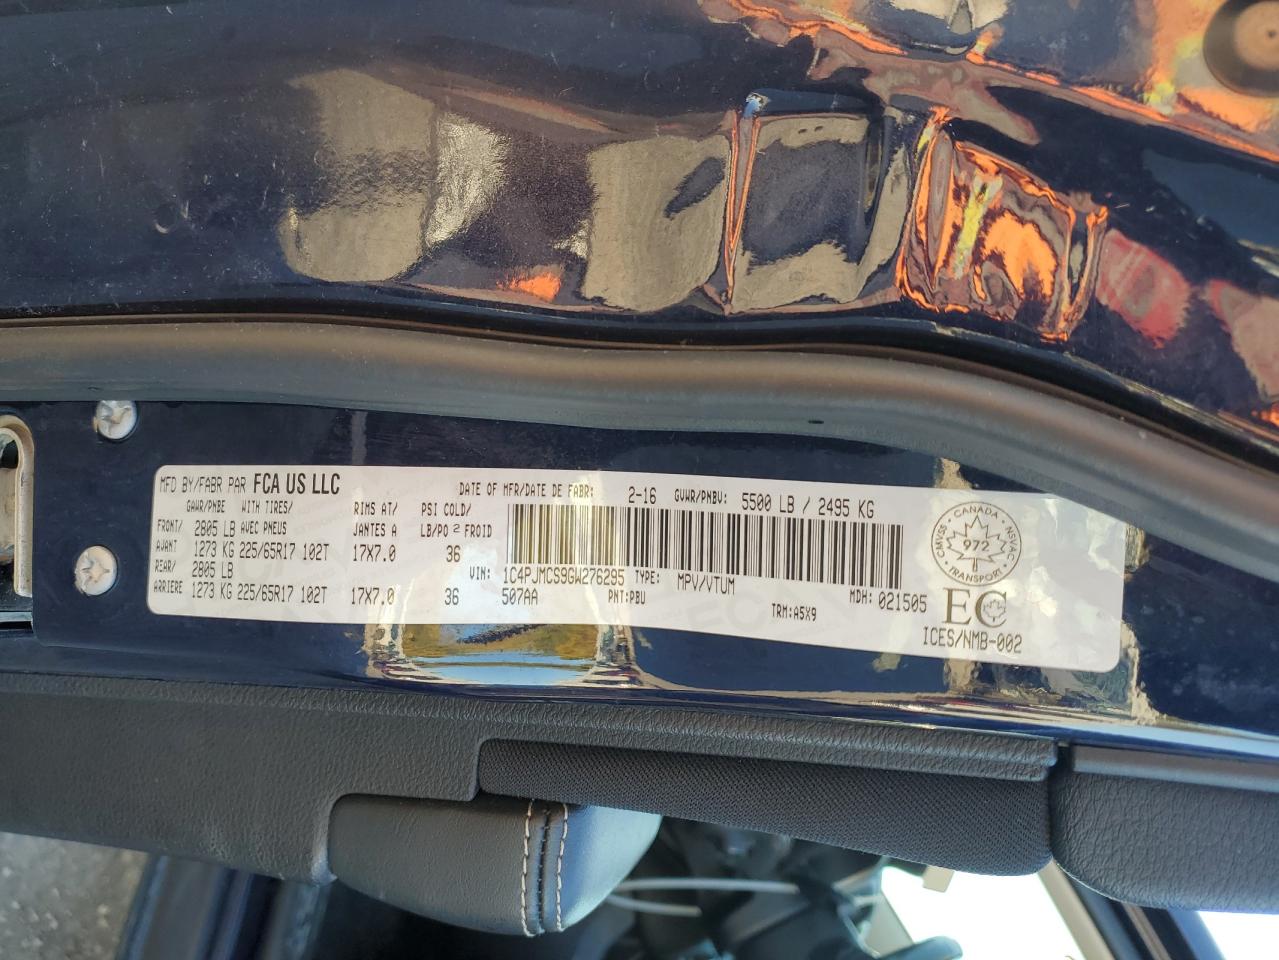 MFD BY/FABR PAR FCA US LLC DATE OF MFR/DATE DE FABR: 2-16 GVWR/PNBV: 5500 LB / 2495 KG
GAWR/PNBE WITH TIRES/ RIMS AT/ PSI COLD/
FRONT/ 2805 LB AVEC PNEUS JANTES A LB/PO² FROID
AVANT 1273 KG 225/65R17 102T 17X7.0 36
REAR/ 2805 LB VIN: 1C4PJMCS9GW276295 TYPE: MPV/VTUM MDH: 021505
ARRIERE 1273 KG 225/65R17 102T 17X7.0 36 507AA PNT:PBU TRM:A5X9
CANADA
CMVSS NSVAC
972
TRANSPORT
EC
ICES/NMB-002